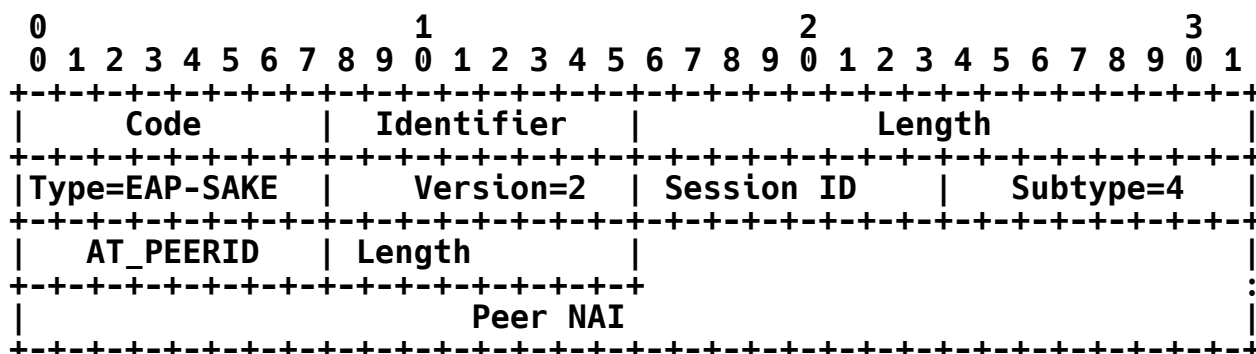 0                   1                   2                   3
 0 1 2 3 4 5 6 7 8 9 0 1 2 3 4 5 6 7 8 9 0 1 2 3 4 5 6 7 8 9 0 1
+-+-+-+-+-+-+-+-+-+-+-+-+-+-+-+-+-+-+-+-+-+-+-+-+-+-+-+-+-+-+-+-+
|     Code      |  Identifier   |            Length             |
+-+-+-+-+-+-+-+-+-+-+-+-+-+-+-+-+-+-+-+-+-+-+-+-+-+-+-+-+-+-+-+-+
|Type=EAP-SAKE  |    Version=2  | Session ID    |   Subtype=4   |
+-+-+-+-+-+-+-+-+-+-+-+-+-+-+-+-+-+-+-+-+-+-+-+-+-+-+-+-+-+-+-+-+
|   AT_PEERID   | Length        |                               |
+-+-+-+-+-+-+-+-+-+-+-+-+-+-+-+-+                               :
|                       Peer NAI                                |
+-+-+-+-+-+-+-+-+-+-+-+-+-+-+-+-+-+-+-+-+-+-+-+-+-+-+-+-+-+-+-+-+